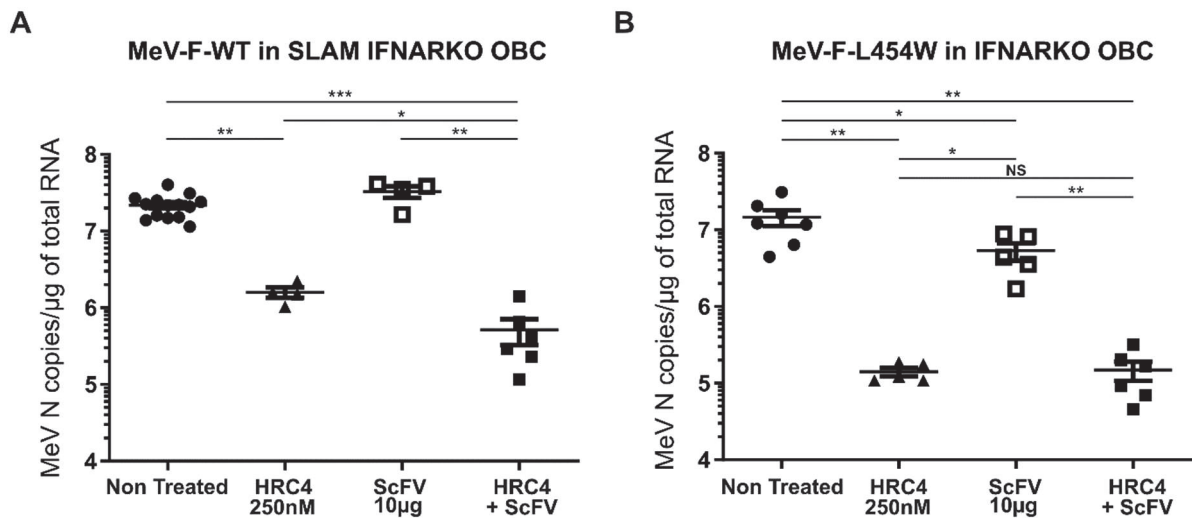 A
MeV-F-WT in SLAM IFNARKO OBC
***
*
**
**
MeV N copies/µg of total RNA
8
7
6
5
4
Non Treated
HRC4
250nM
ScFV
10µg
HRC4
+ ScFV
B
MeV-F-L454W in IFNARKO OBC
**
*
**
*
NS
**
MeV N copies/µg of total RNA
8
7
6
5
4
Non Treated
HRC4
250nM
ScFV
10µg
HRC4
+ ScFV